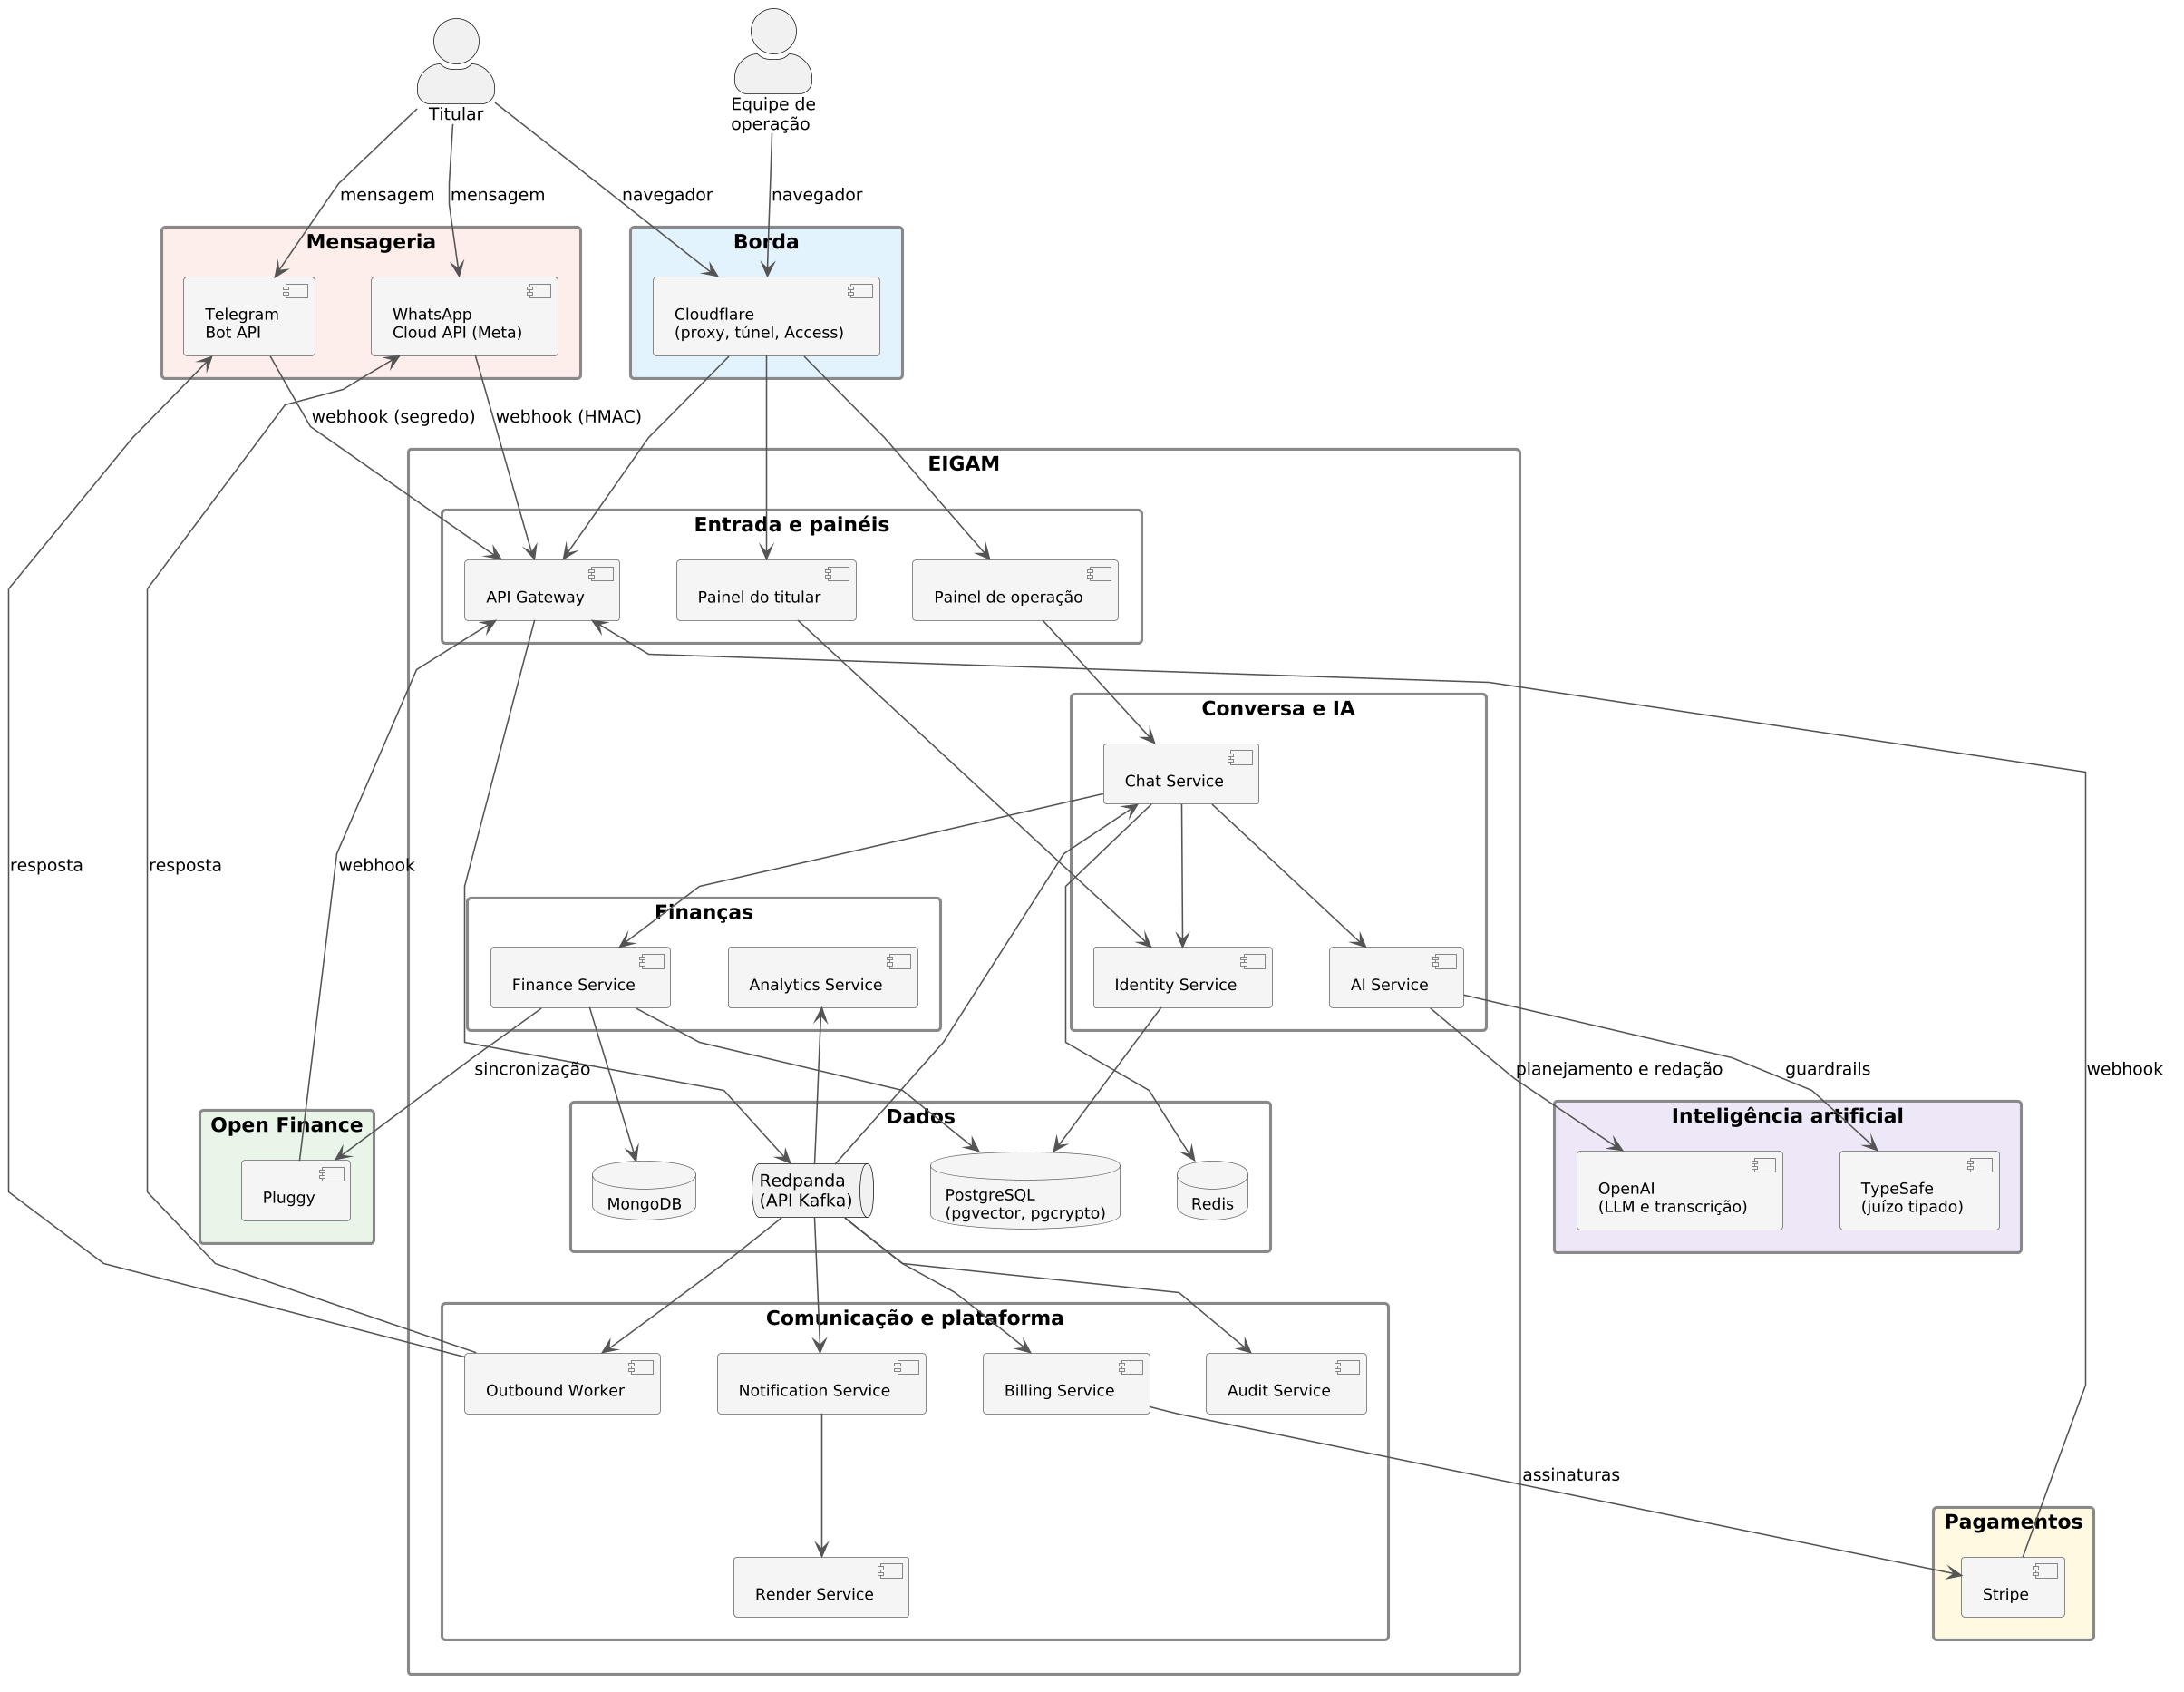 Titular
Equipe de
operação
mensagem
mensagem
navegador
navegador
Mensageria
Borda
Telegram
Bot API
WhatsApp
Cloud API (Meta)
Cloudflare
(proxy, túnel, Access)
webhook (segredo)
webhook (HMAC)
EIGAM
Entrada e painéis
API Gateway
Painel do titular
Painel de operação
Conversa e IA
Chat Service
resposta
resposta
webhook
Finanças
Finance Service
Analytics Service
Identity Service
AI Service
sincronização
planejamento e redação
guardrails
webhook
Open Finance
Dados
Inteligência artificial
Pluggy
MongoDB
Redpanda
(API Kafka)
PostgreSQL
(pgvector, pgcrypto)
Redis
OpenAI
(LLM e transcrição)
TypeSafe
(juízo tipado)
Comunicação e plataforma
Outbound Worker
Notification Service
Billing Service
Audit Service
assinaturas
Pagamentos
Render Service
Stripe